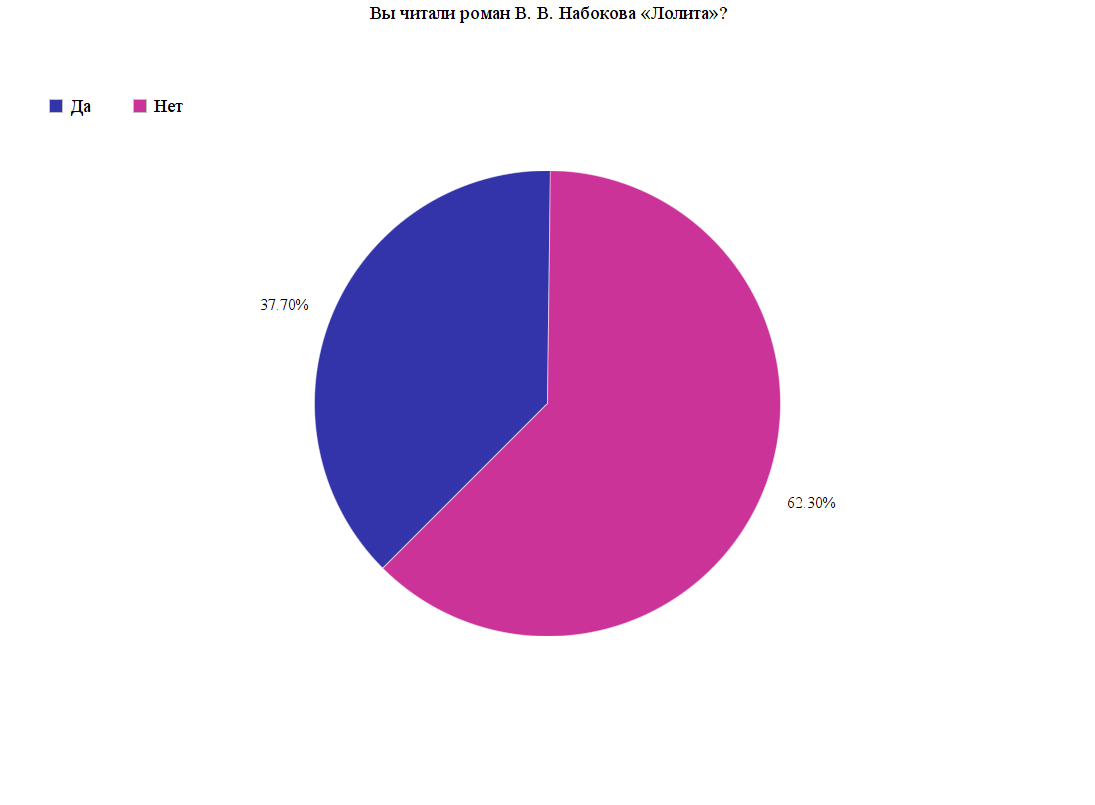 Вы читали роман В. В. Набокова «Лолита»?
Да Нет
37.70%
62.30%